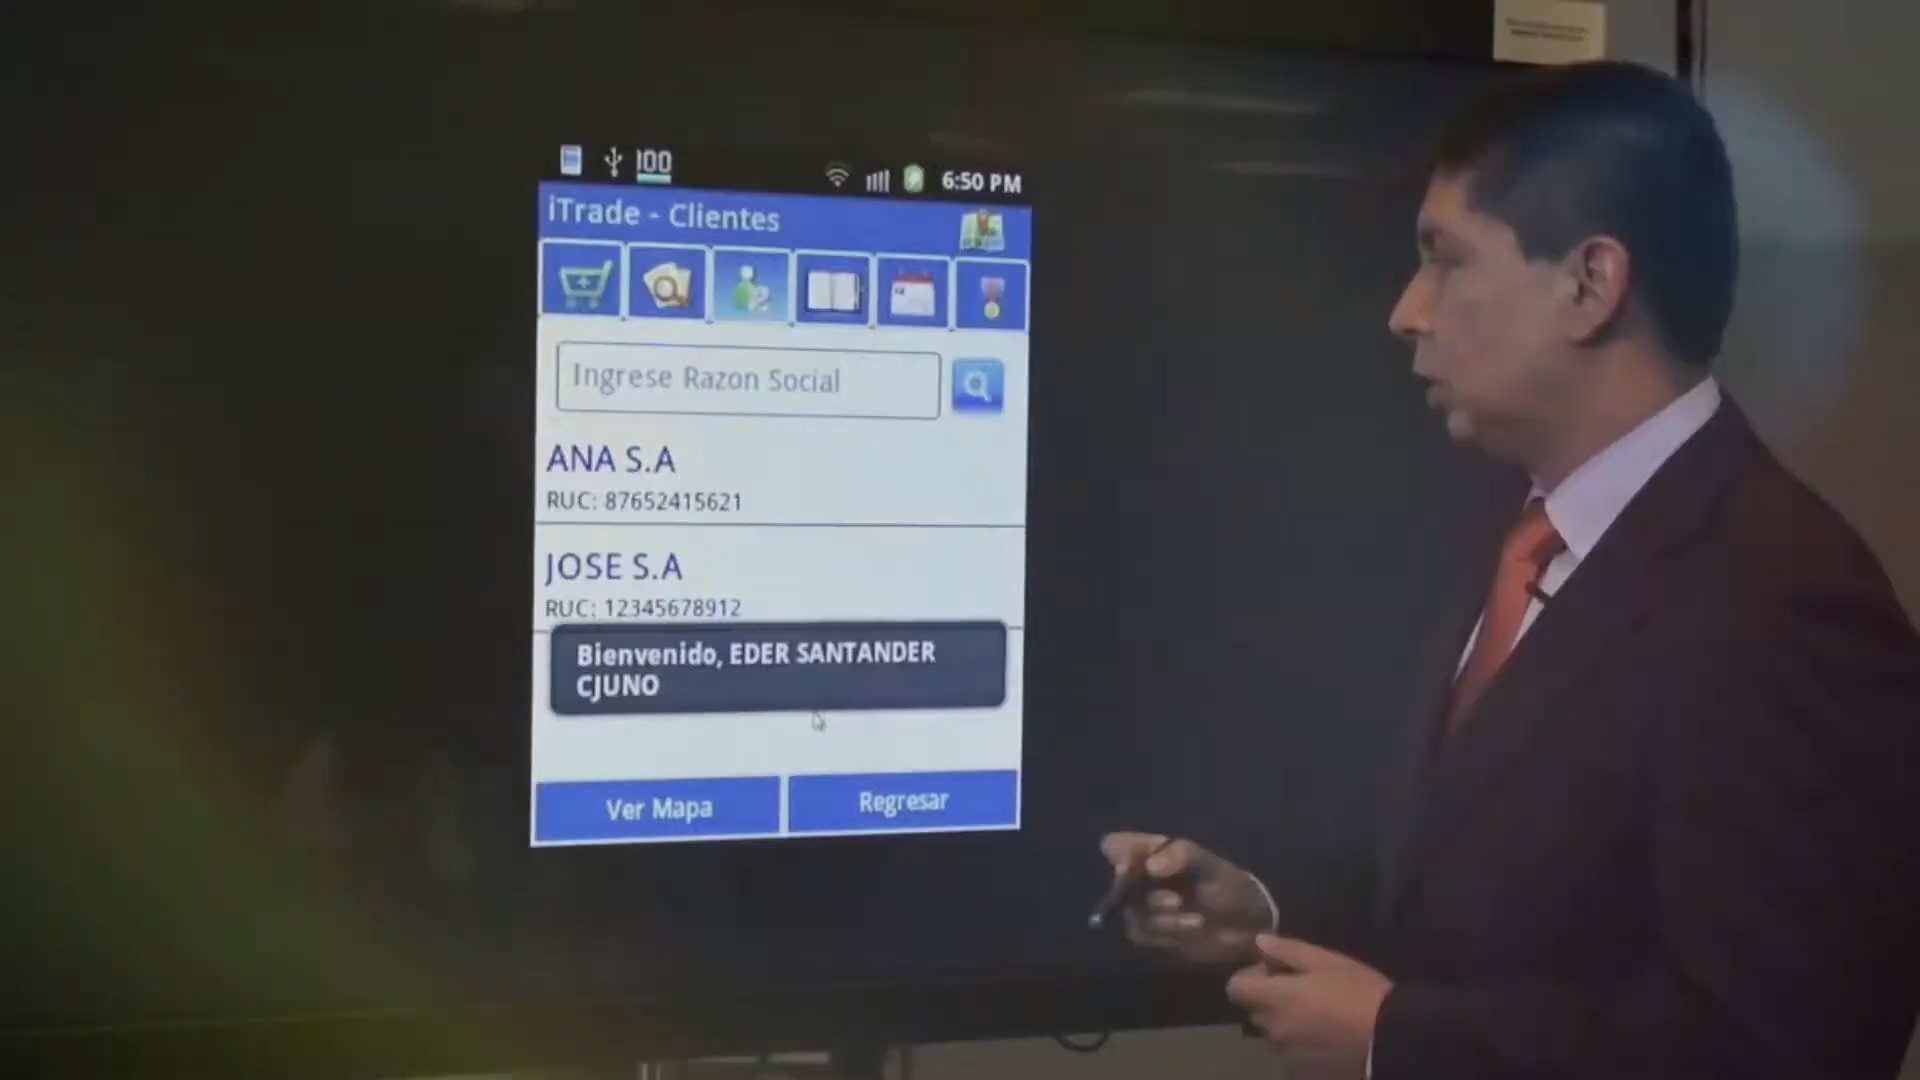 100
6:50 PM
iTrade - Clientes
Ingrese Razon Social
ANA S.A
RUC: 87652415621
JOSE S.A
RUC: 12345678912
Bienvenido, EDER SANTANDER
CJUNO
Ver Mapa
Regresar